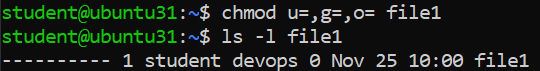 student@ubuntu31:~$ chmod u=,g=,o= file1
student@ubuntu31:~$ ls -l file1
---------- 1 student devops 0 Nov 25 10:00 file1